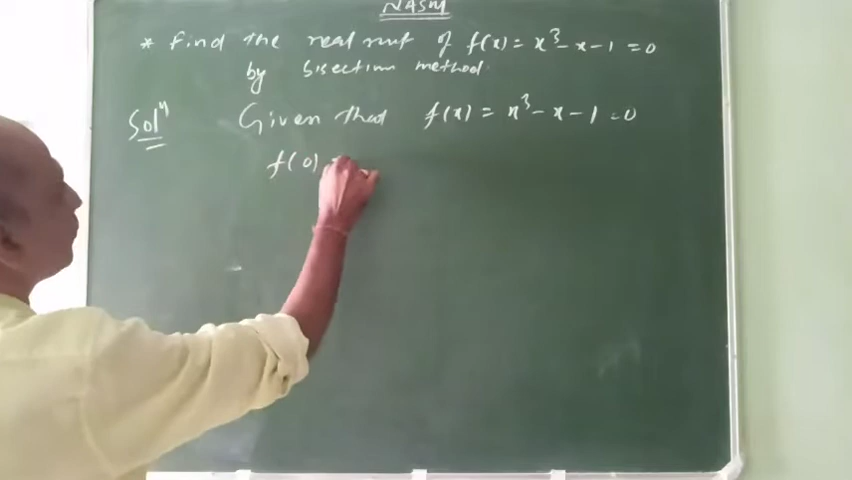 NASM
* Find the real root of f(x) = x³ - x - 1 = 0
by Bisection method.
Solⁿ Given that f(x) = x³ - x - 1 = 0
f(0) =